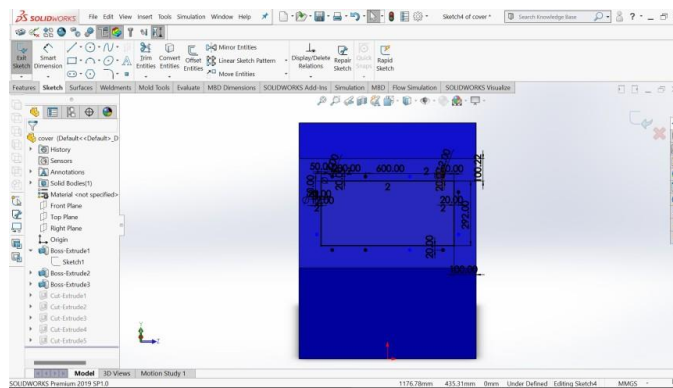 SOLIDWORKS File Edit View Insert Tools Simulation Window Help Sketch4 of cover * Search Knowledge Base
Exit Sketch Smart Dimension Trim Entities Convert Entities Offset Entities Mirror Entities Linear Sketch Pattern Move Entities Display/Delete Relations Repair Sketch Quick Snaps Rapid Sketch
Features Sketch Surfaces Weldments Mold Tools Evaluate MBD Dimensions SOLIDWORKS Add-Ins Simulation MBD Flow Simulation SOLIDWORKS Visualize
cover (Default<<Default>_D
History
Sensors
Annotations
Solid Bodies(1)
Material <not specified>
Front Plane
Top Plane
Right Plane
Origin
Boss-Extrude1
Sketch1
Boss-Extrude2
Boss-Extrude3
Cut-Extrude1
Cut-Extrude2
Cut-Extrude3
Cut-Extrude4
Cut-Extrude5
600.00
100.22
2
20.00
292.00
20.00
100.00
Model 3D Views Motion Study 1
SOLIDWORKS Premium 2019 SP1.0 1176.78mm 435.31mm 0mm Under Defined Editing Sketch4 MMGS